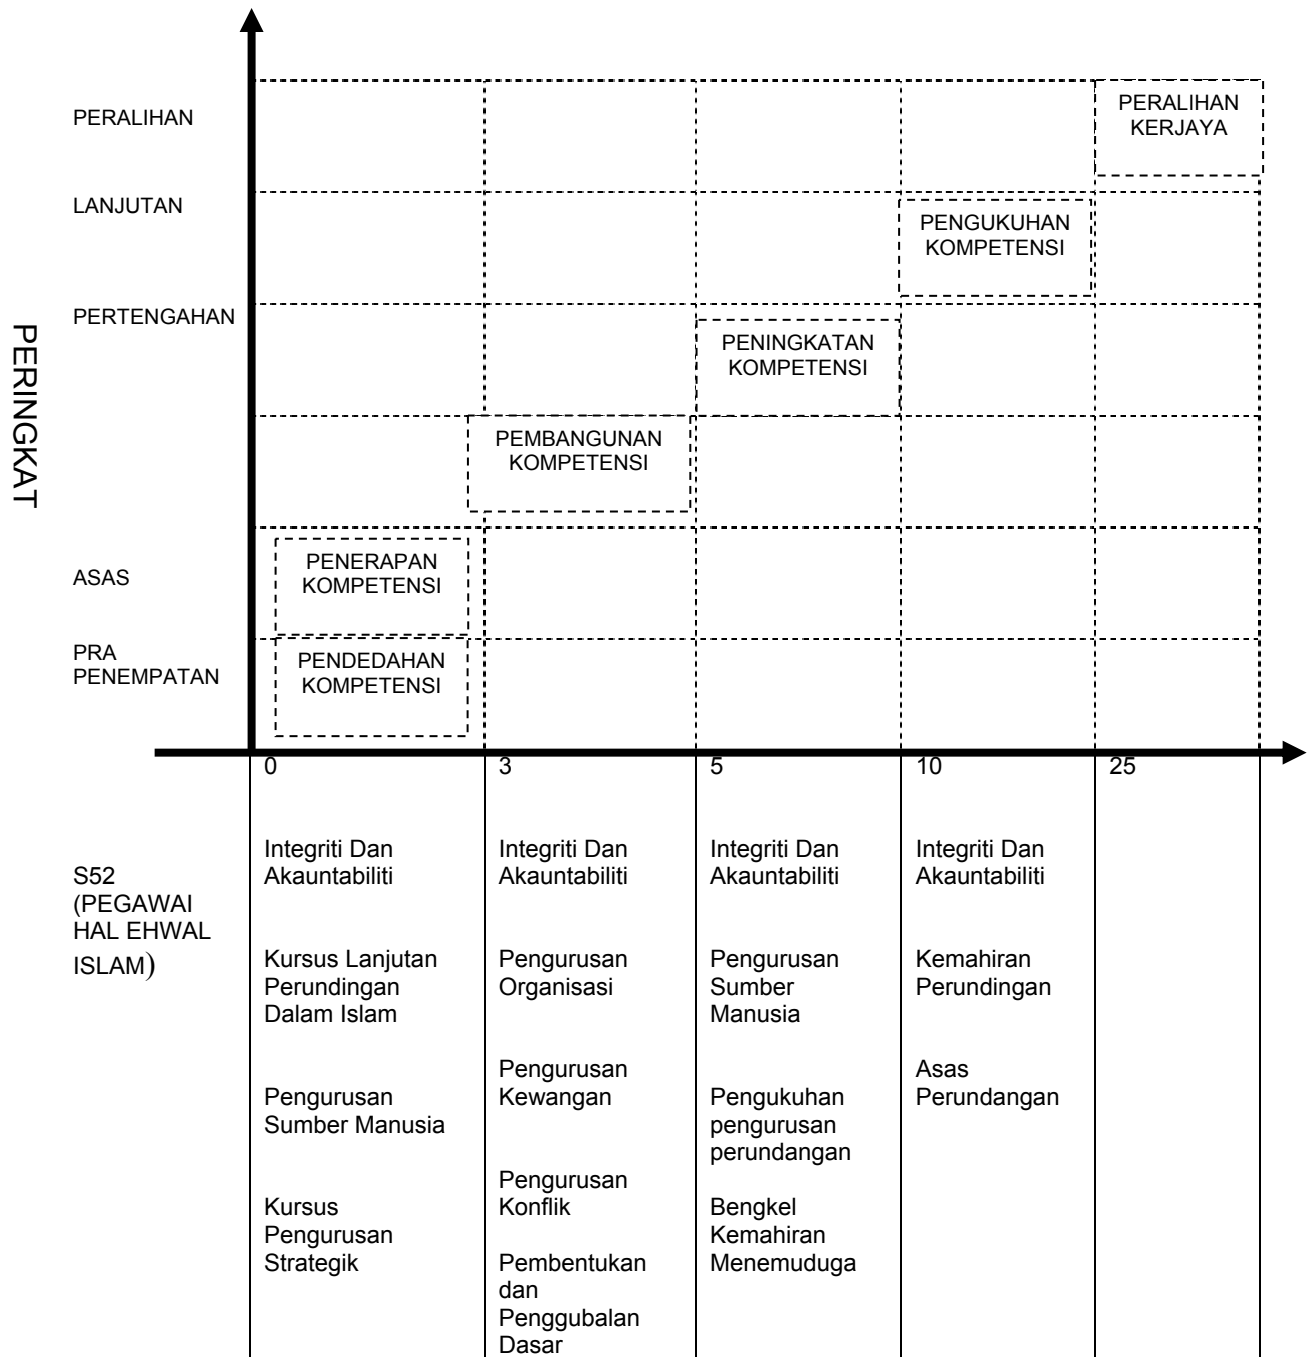 PERINGKAT
PERALIHAN
LANJUTAN
PERTENGAHAN
ASAS
PRA
PENEMPATAN
PERALIHAN
KERJAYA
PENGUKUHAN
KOMPETENSI
PENINGKATAN
KOMPETENSI
PEMBANGUNAN
KOMPETENSI
PENERAPAN
KOMPETENSI
PENDEDAHAN
KOMPETENSI
0
3
5
10
25
S52
(PEGAWAI
HAL EHWAL
ISLAM)
Integriti Dan
Akauntabiliti
Kursus Lanjutan
Perundingan
Dalam Islam
Pengurusan
Sumber Manusia
Kursus
Pengurusan
Strategik
Integriti Dan
Akauntabiliti
Pengurusan
Organisasi
Pengurusan
Kewangan
Pengurusan
Konflik
Pembentukan
dan
Penggubalan
Dasar
Integriti Dan
Akauntabiliti
Pengurusan
Sumber
Manusia
Pengukuhan
pengurusan
perundangan
Bengkel
Kemahiran
Menemuduga
Integriti Dan
Akauntabiliti
Kemahiran
Perundingan
Asas
Perundangan